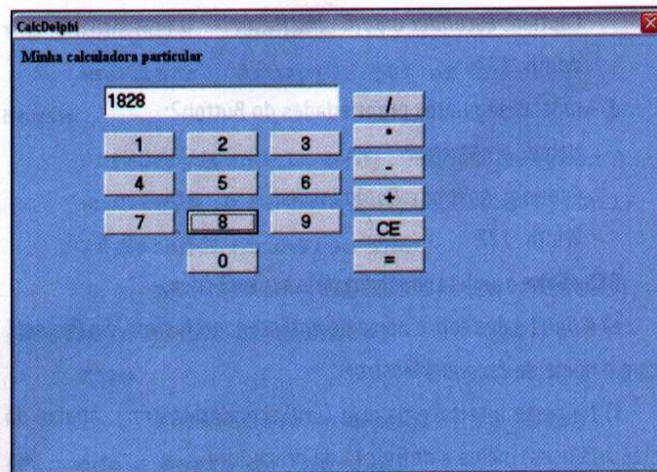 CalcDelphi
Minha calculadora particular
1828
/
1 2 3 *
-
4 5 6
+
7 8 9 CE
0 =